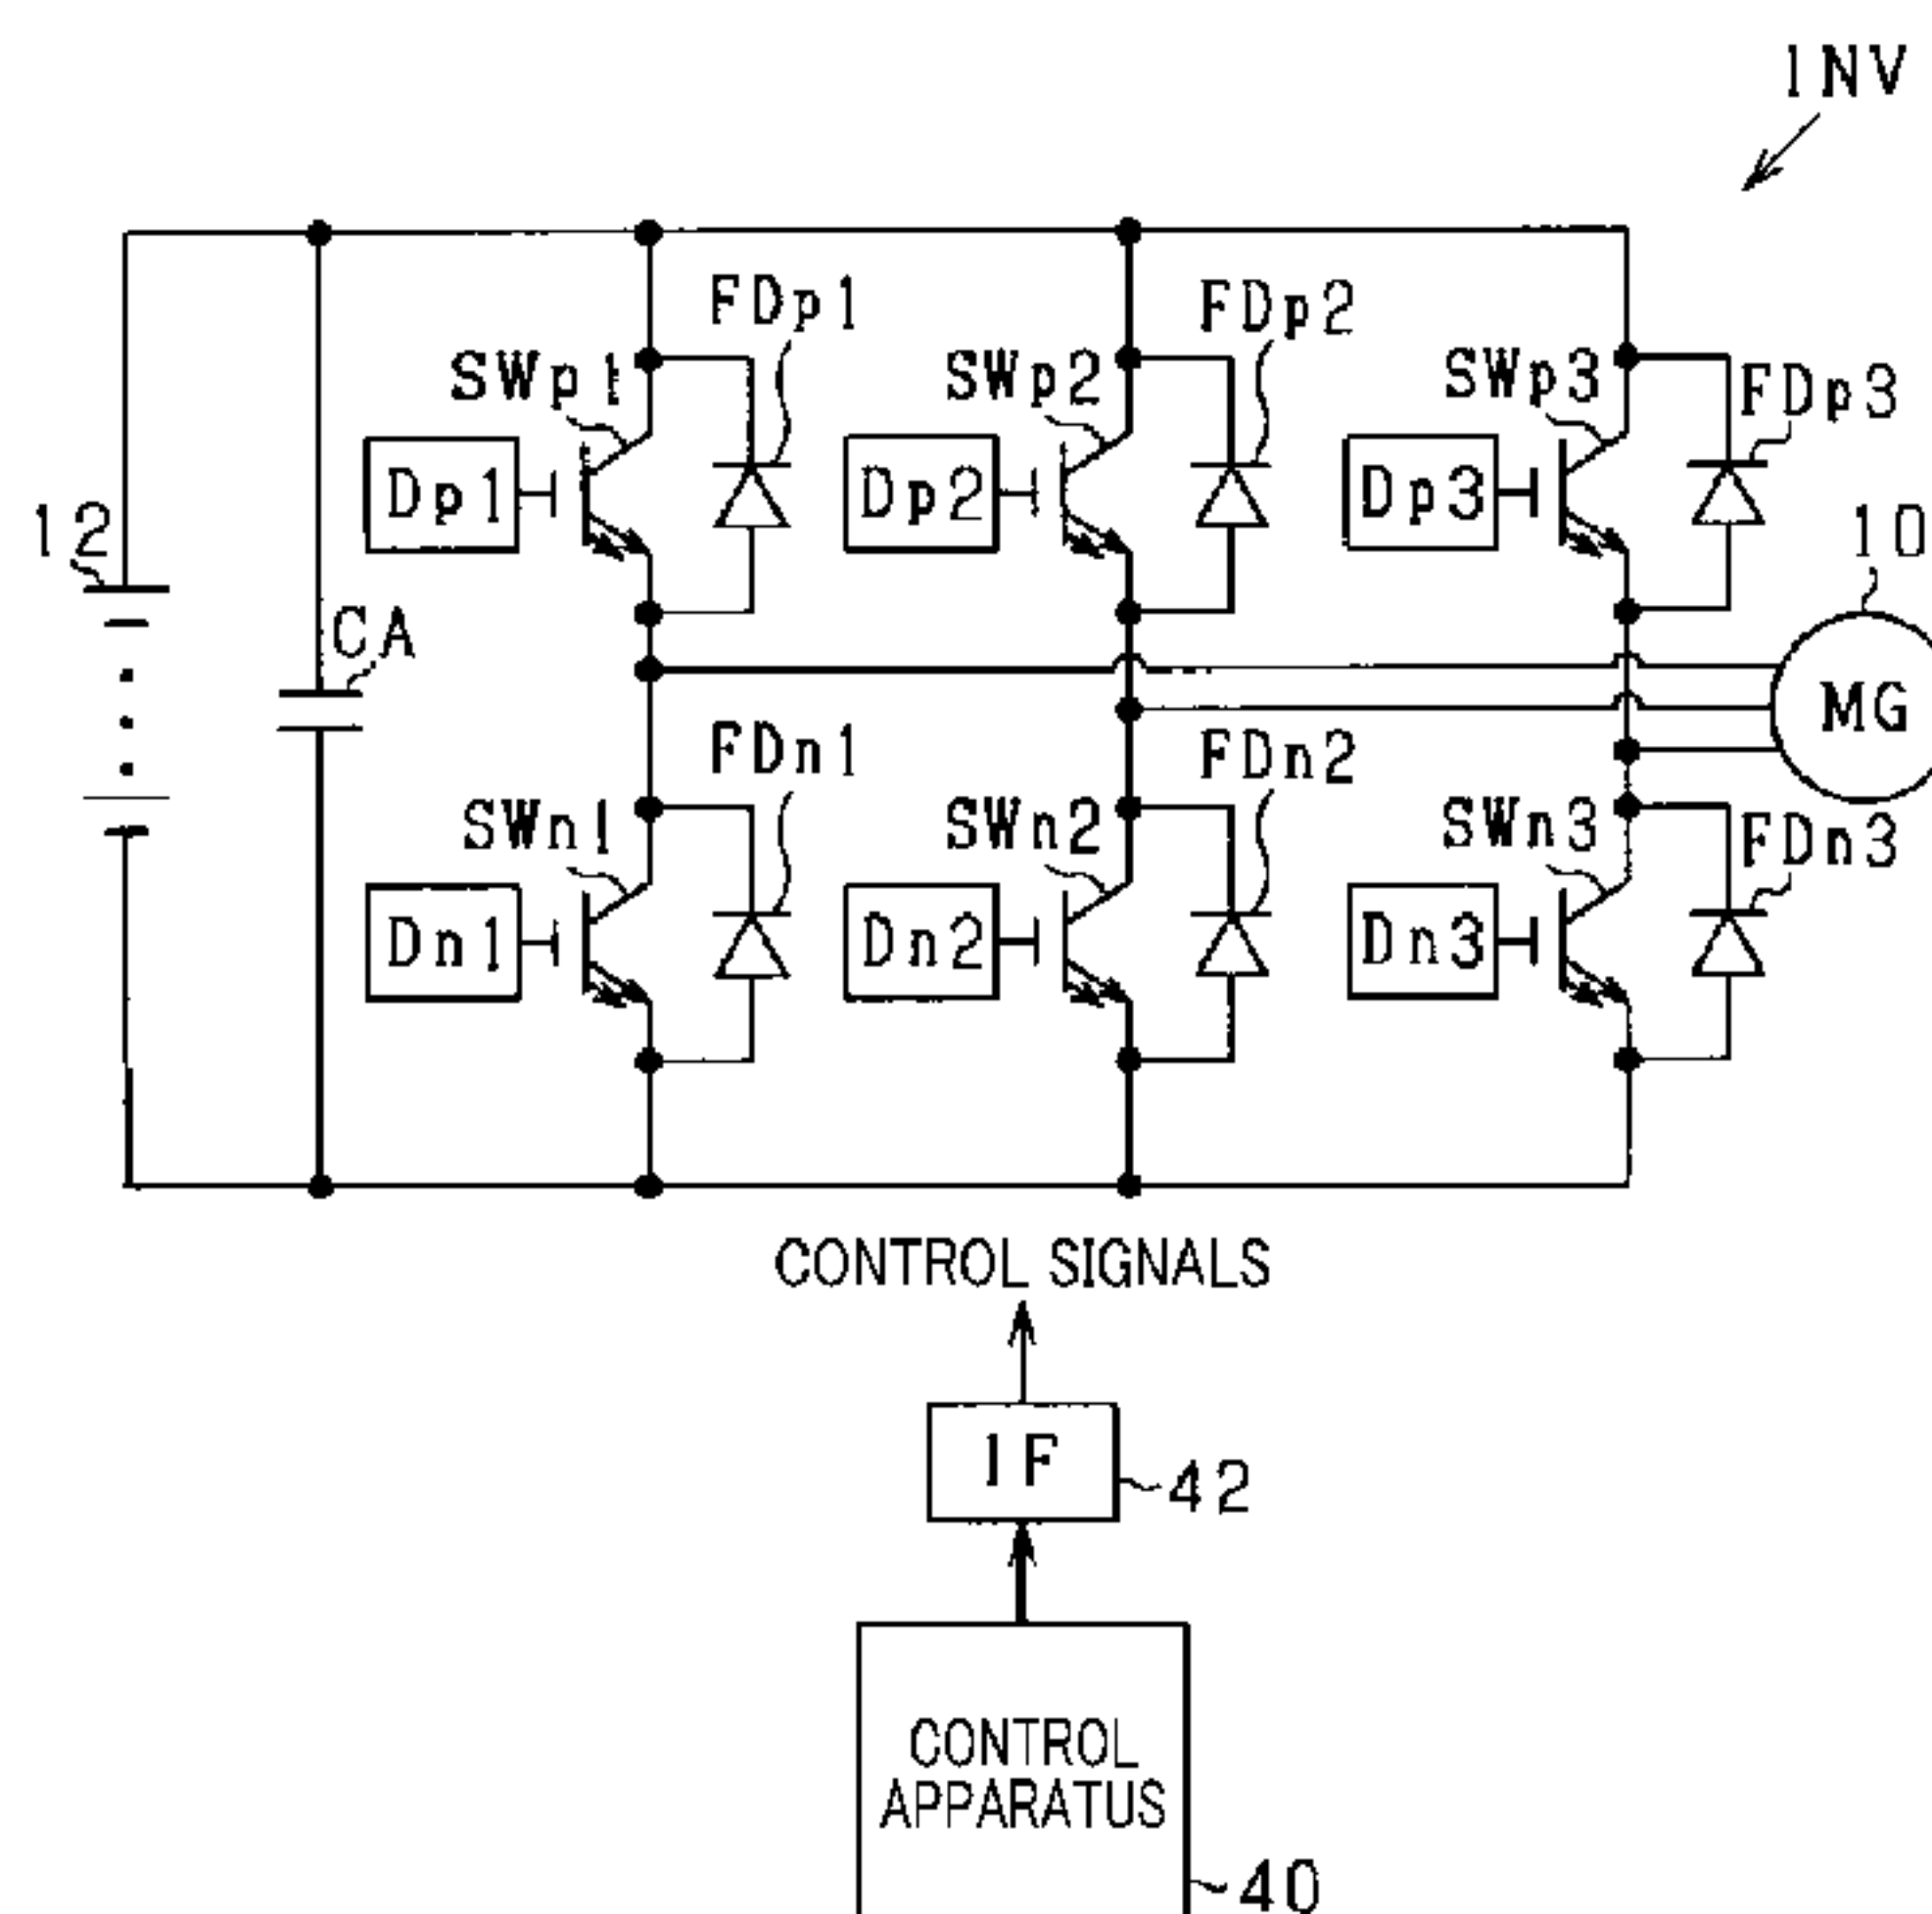 INV
FDp1
FDp2
SWp1
SWp2
SWp3
FDp3
Dp1
Dp2
Dp3
12
10
CA
MG
FDn1
FDn2
SWn1
SWn2
SWn3
FDn3
Dn1
Dn2
Dn3
CONTROL SIGNALS
IF
42
CONTROL
APPARATUS
40